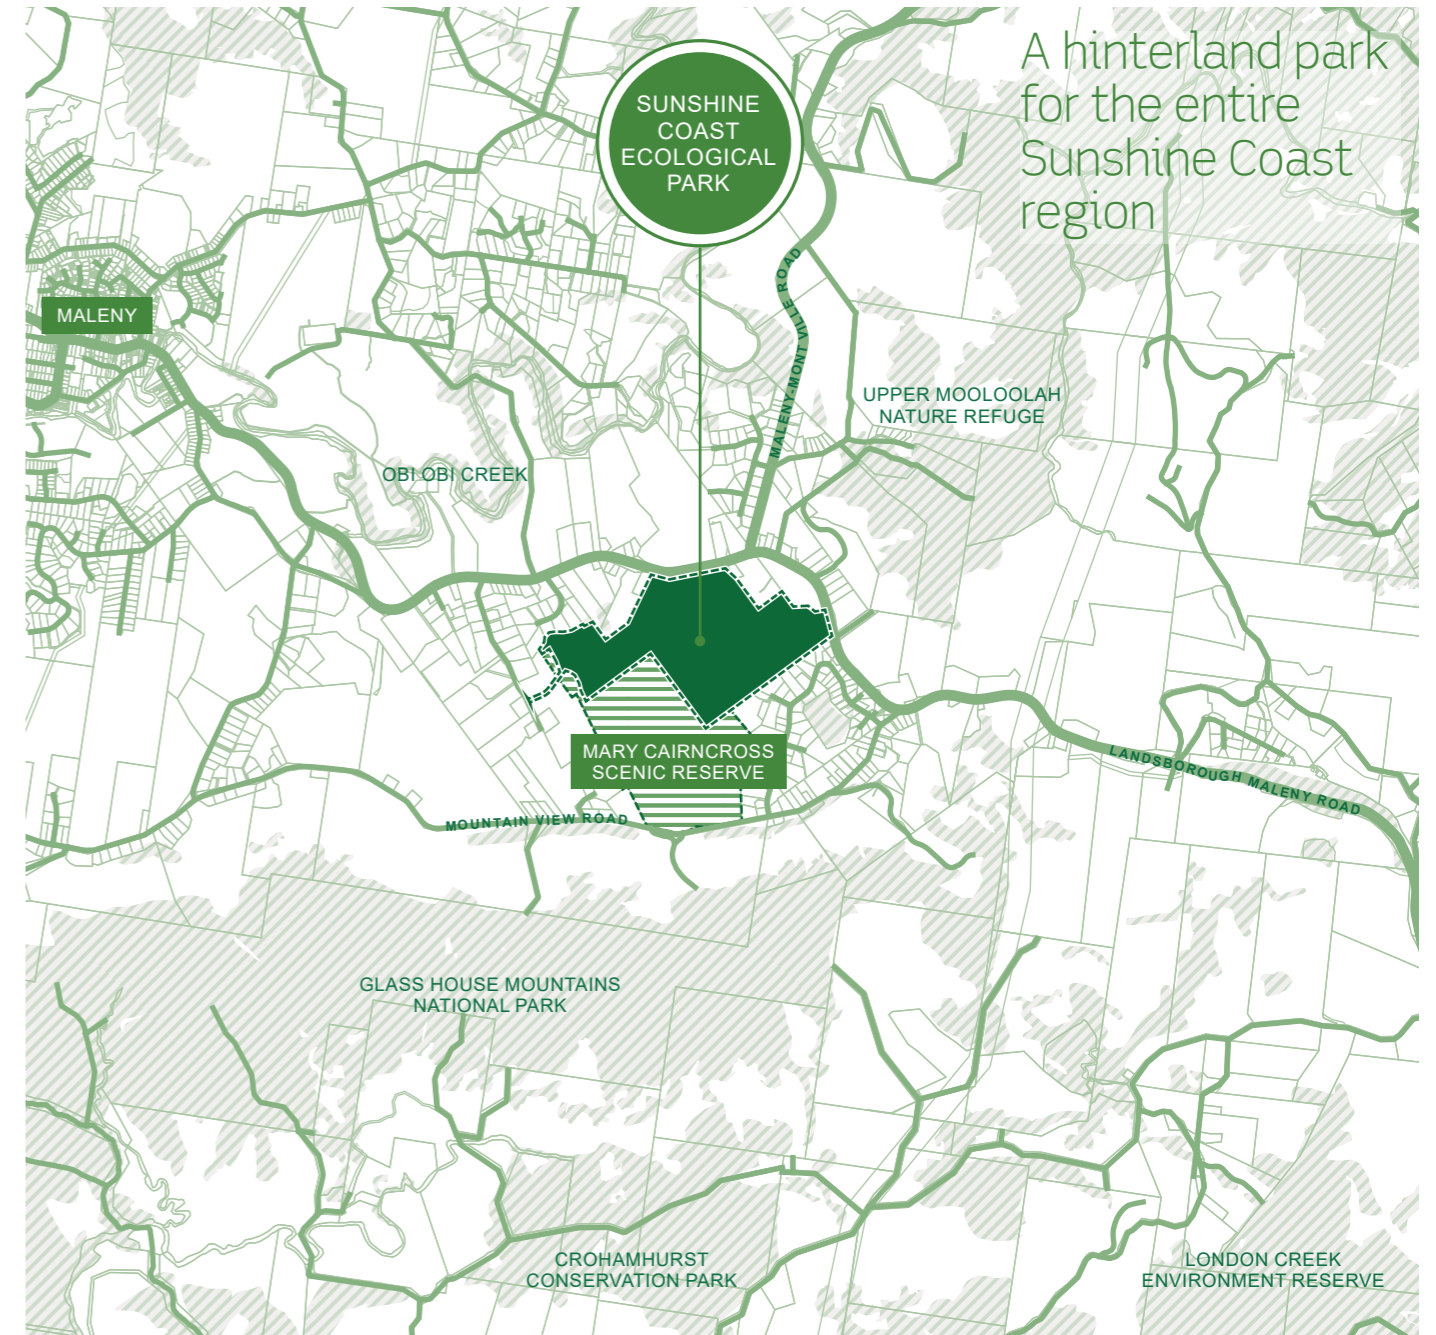 A hinterland park
for the entire
Sunshine Coast
region
SUNSHINE
COAST
ECOLOGICAL
PARK
MALENY
MALENY-MONTVILLE ROAD
UPPER MOOLOOLAH
NATURE REFUGE
OBI OBI CREEK
MARY CAIRNCROSS
SCENIC RESERVE
LANDSBOROUGH MALENY ROAD
MOUNTAIN VIEW ROAD
GLASS HOUSE MOUNTAINS
NATIONAL PARK
CROHAMHURST
CONSERVATION PARK
LONDON CREEK
ENVIRONMENT RESERVE